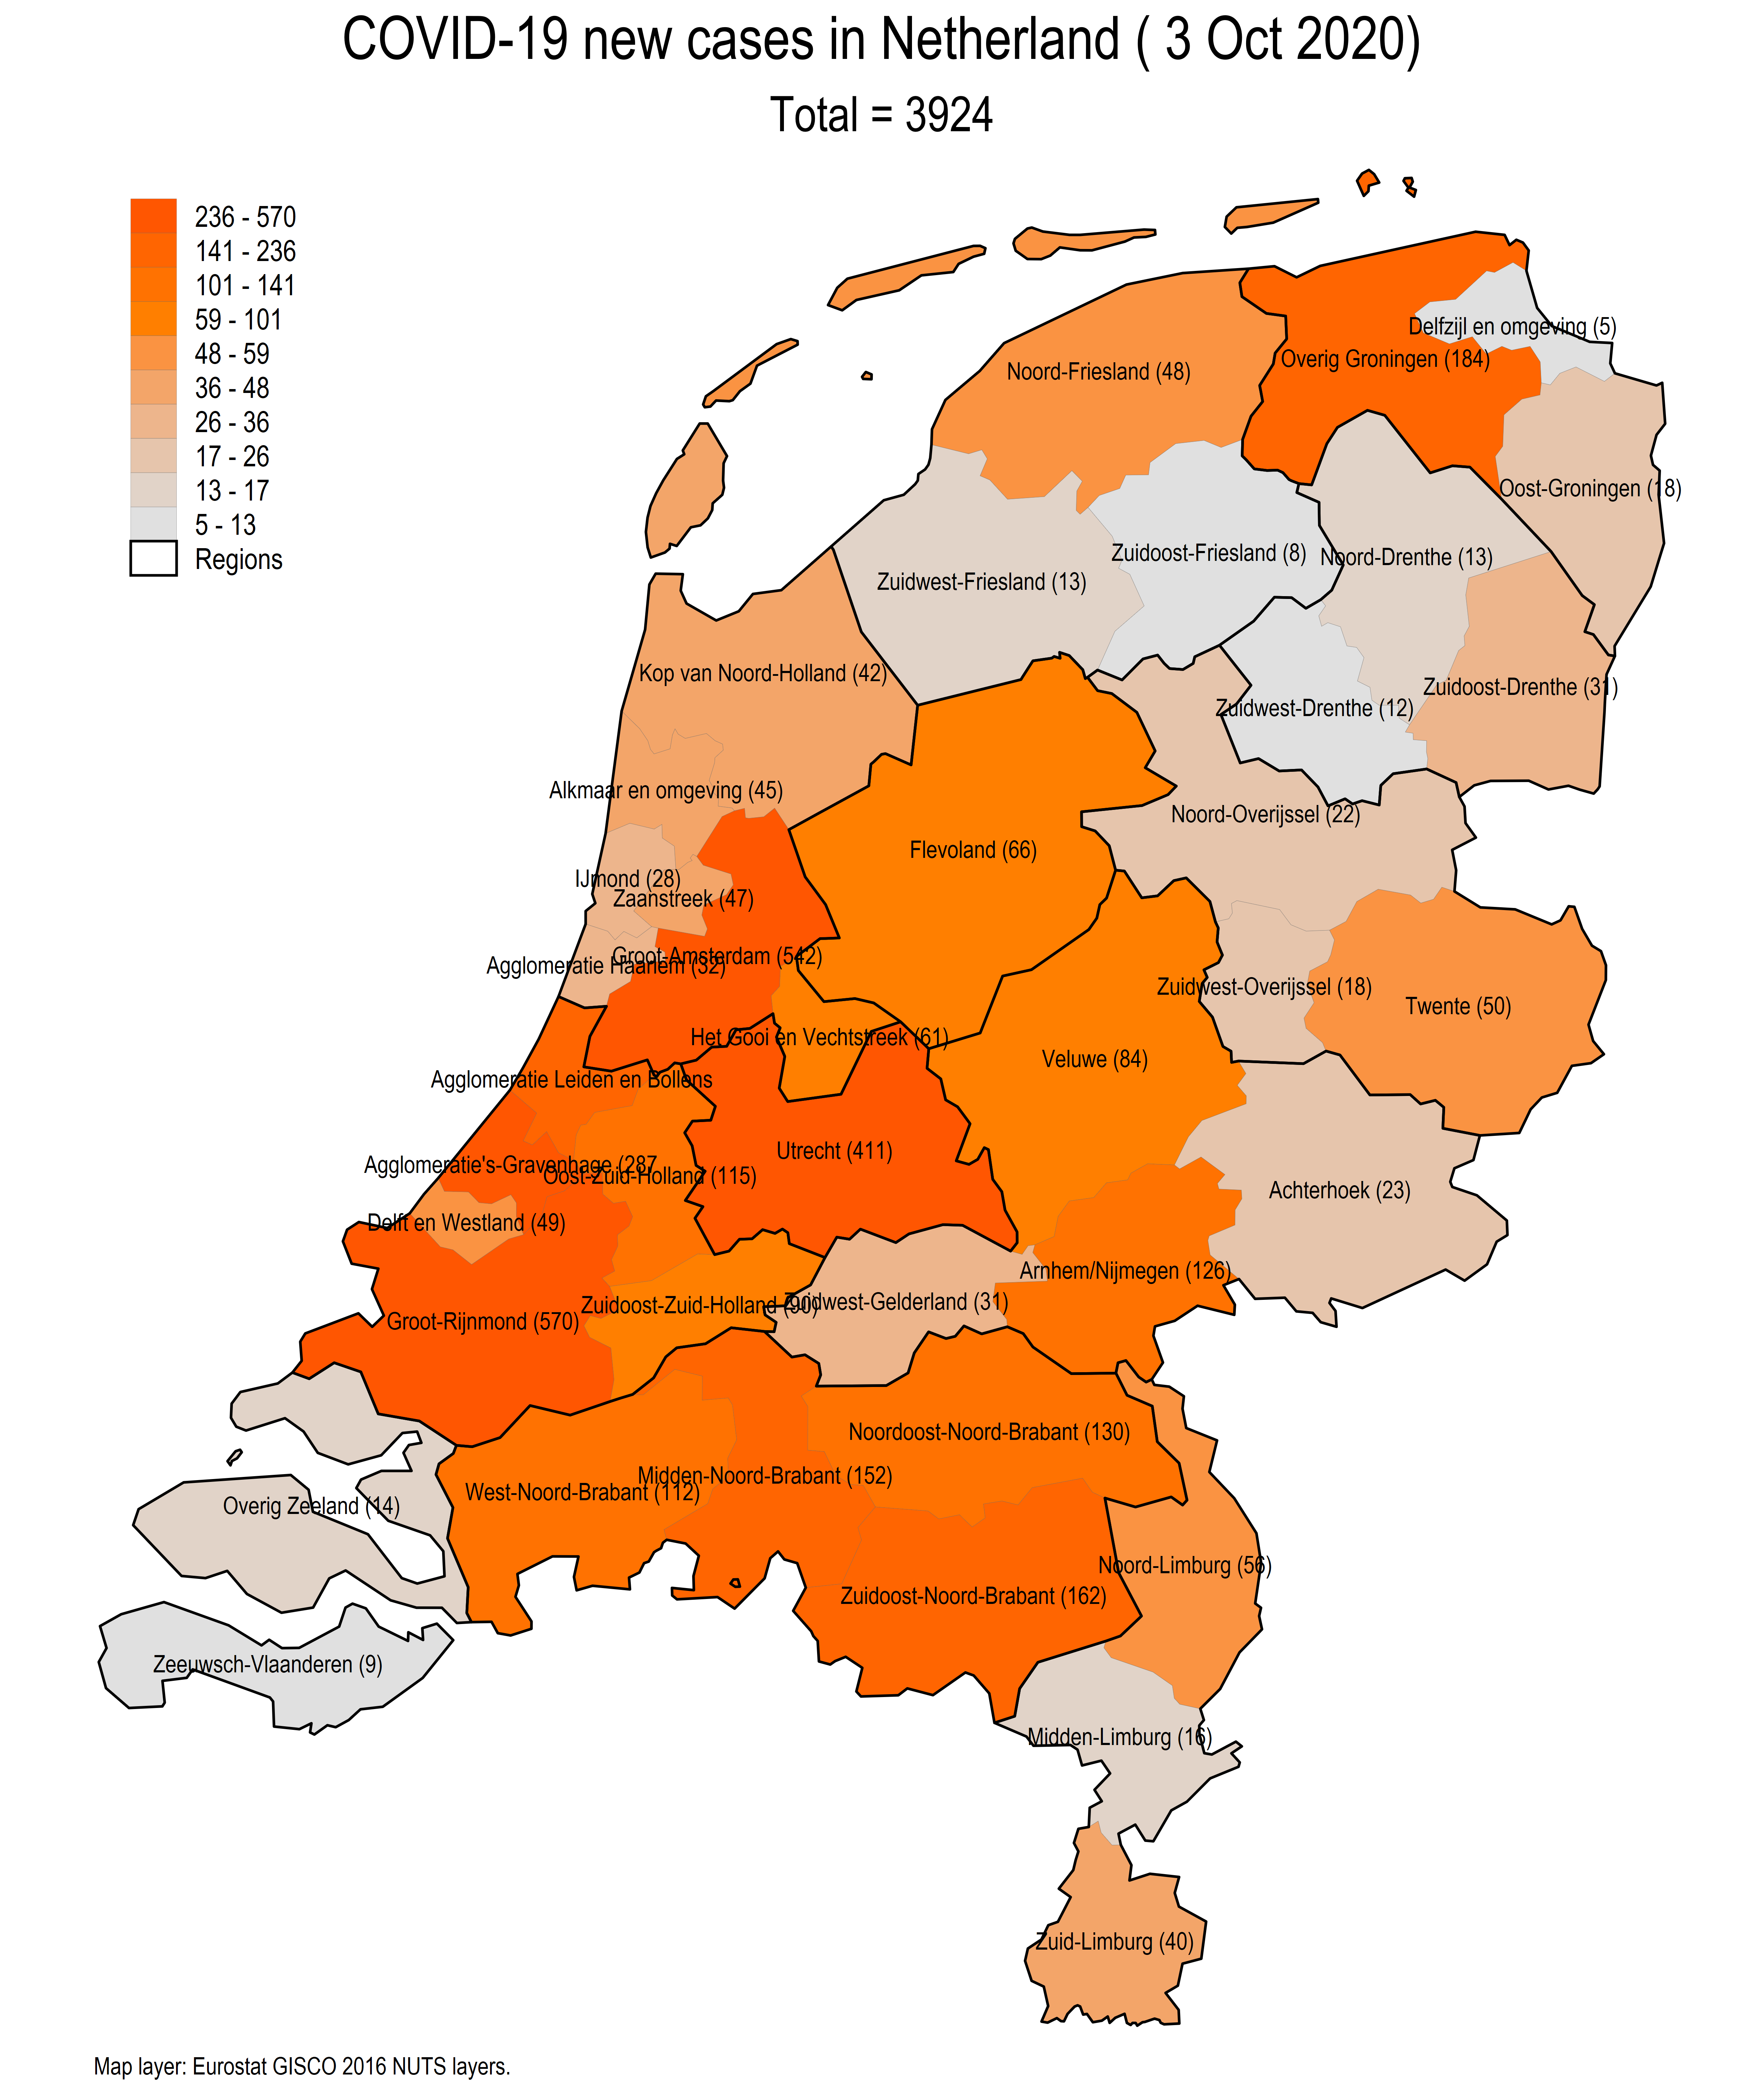 COVID-19 new cases in Netherland ( 3 Oct 2020)
Total = 3924
236 - 570
141 - 236
101 - 141
59 - 101
48 - 59
36 - 48
26 - 36
17 - 26
13 - 17
5 - 13
Regions
Delfzijl en omgeving (5)
Overig Groningen (184)
Noord-Friesland (48)
Oost-Groningen (18)
Zuidoost-Friesland (8)
Noord-Drenthe (13)
Zuidwest-Friesland (13)
Kop van Noord-Holland (42)
Zuidoost-Drenthe (31)
Zuidwest-Drenthe (12)
Alkmaar en omgeving (45)
Noord-Overijssel (22)
Flevoland (66)
IJmond (28)
Zaanstreek (47)
Groot-Amsterdam (542)
Agglomeratie Haarlem (32)
Zuidwest-Overijssel (18)
Twente (50)
Het Gooi en Vechtstreek (61)
Veluwe (84)
Agglomeratie Leiden en Bollens
Utrecht (411)
Agglomeratie's-Gravenhage (287
Oost-Zuid-Holland (115)
Achterhoek (23)
Delft en Westland (49)
Arnhem/Nijmegen (126)
Zuidwest-Gelderland (31)
Zuidoost-Zuid-Holland (90)
Groot-Rijnmond (570)
Noordoost-Noord-Brabant (130)
Midden-Noord-Brabant (152)
West-Noord-Brabant (112)
Overig Zeeland (14)
Noord-Limburg (56)
Zuidoost-Noord-Brabant (162)
Zeeuwsch-Vlaanderen (9)
Midden-Limburg (16)
Zuid-Limburg (40)
Map layer: Eurostat GISCO 2016 NUTS layers.